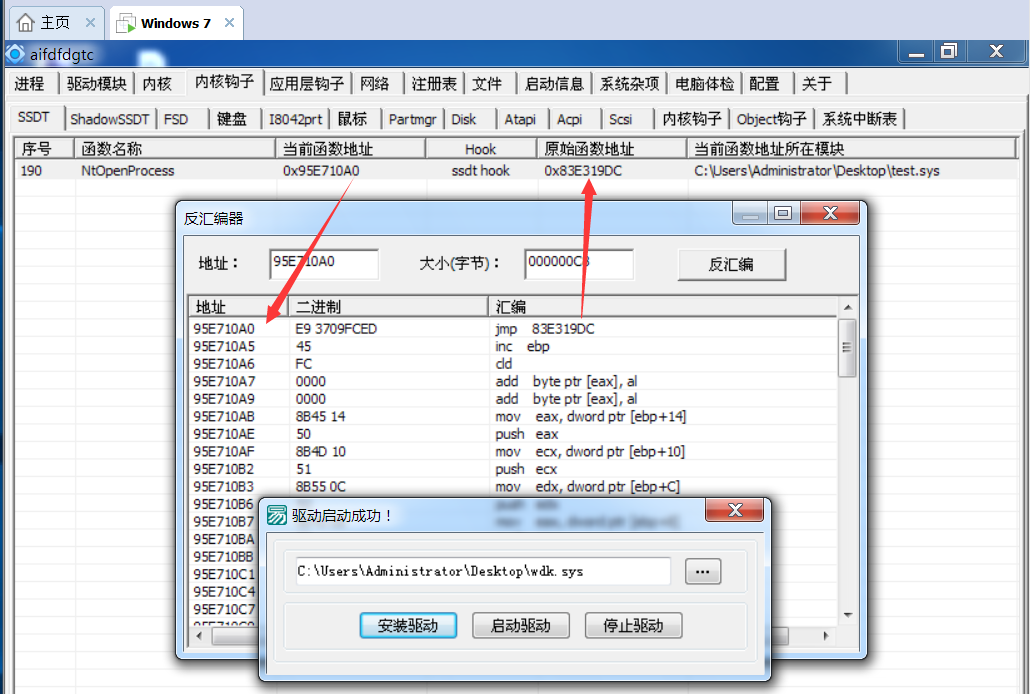 主页 Windows 7
aifdfdgtc
进程 驱动模块 内核 内核钩子 应用层钩子 网络 注册表 文件 启动信息 系统杂项 电脑体检 配置 关于
SSDT ShadowSSDT FSD 键盘 I8042prt 鼠标 Partmgr Disk Atapi Acpi Scsi 内核钩子 Object钩子 系统中断表
序号 函数名称 当前函数地址 Hook 原始函数地址 当前函数地址所在模块
190 NtOpenProcess 0x95E710A0 ssdt hook 0x83E319DC C:\Users\Administrator\Desktop\test.sys
反汇编器
地址： 95E710A0 大小(字节)： 000000C8 反汇编
地址 二进制 汇编
95E710A0 E9 3709FCED jmp 83E319DC
95E710A5 45 inc ebp
95E710A6 FC cld
95E710A7 0000 add byte ptr [eax], al
95E710A9 0000 add byte ptr [eax], al
95E710AB 8B45 14 mov eax, dword ptr [ebp+14]
95E710AE 50 push eax
95E710AF 8B4D 10 mov ecx, dword ptr [ebp+10]
95E710B2 51 push ecx
95E710B3 8B55 0C mov edx, dword ptr [ebp+C]
95E710B6
95E710B7
95E710BA
95E710BB
95E710C1
95E710C4
95E710C7
驱动启动成功！
C:\Users\Administrator\Desktop\wdk.sys ...
安装驱动 启动驱动 停止驱动